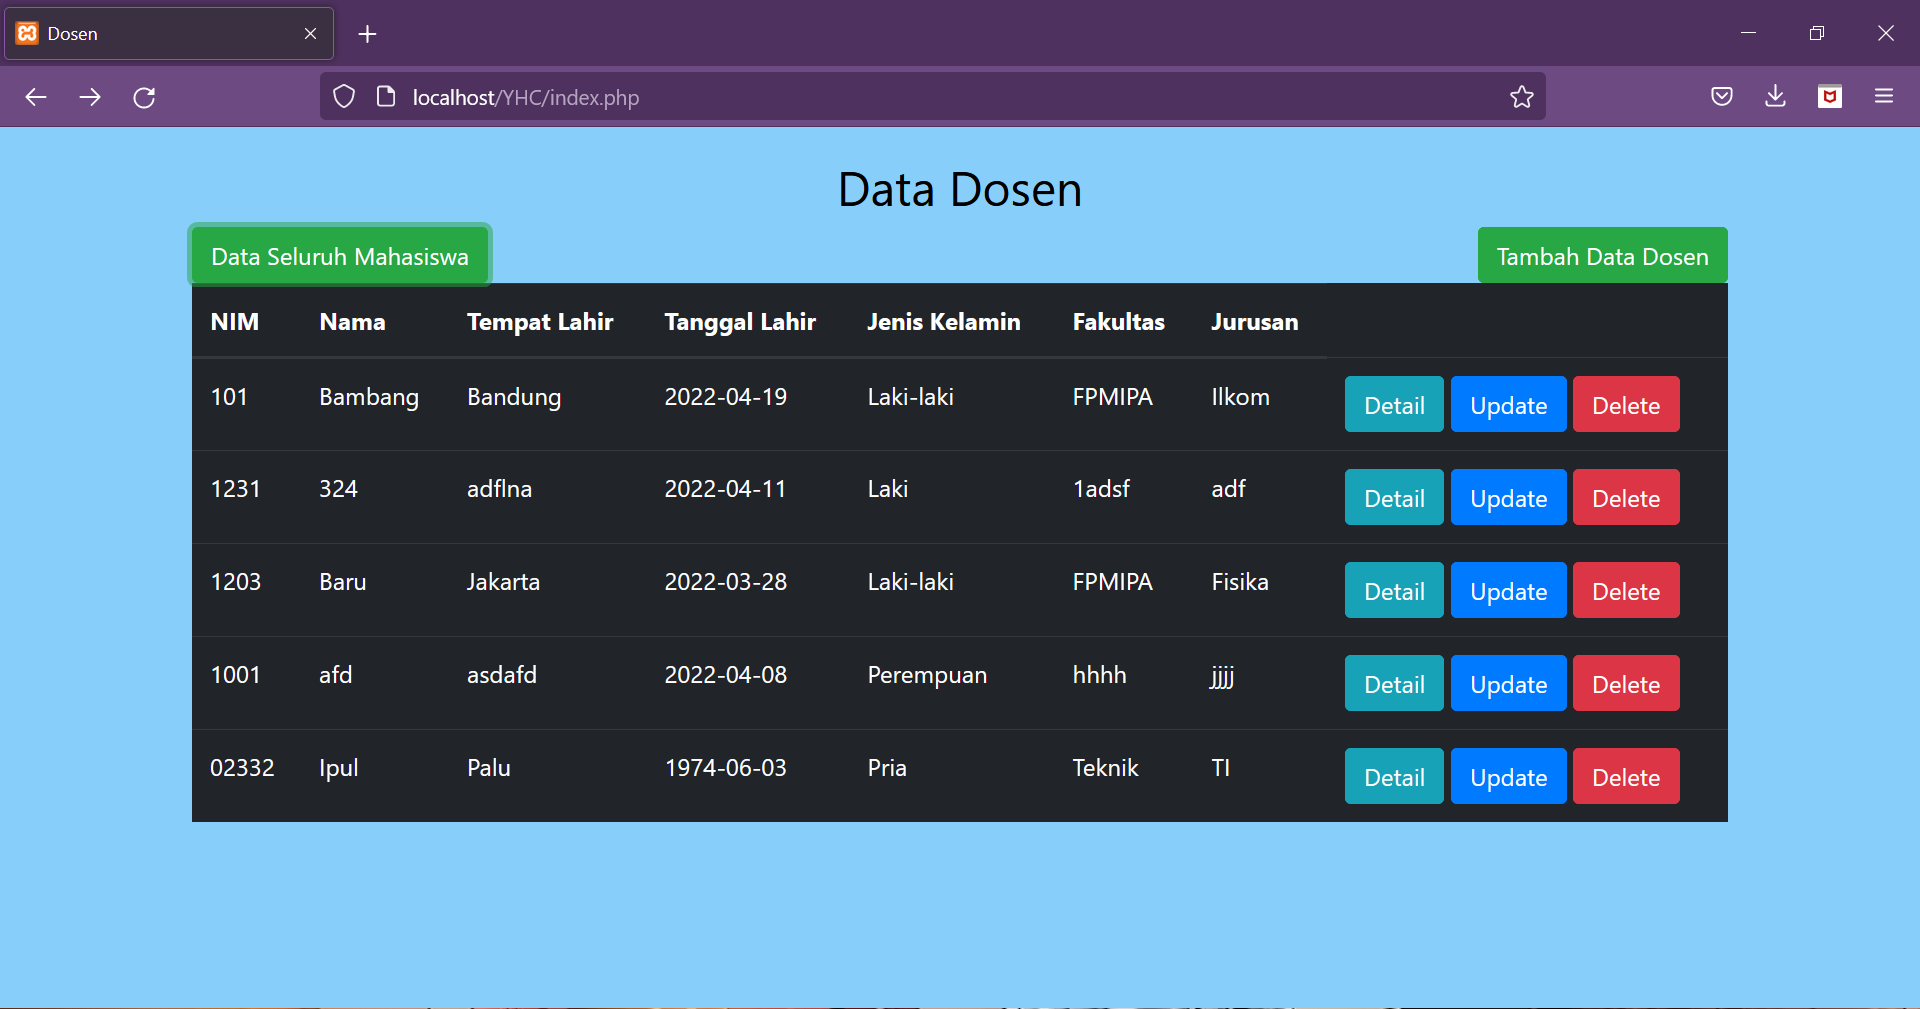 Dosen
localhost/YHC/index.php
Data Dosen
Data Seluruh Mahasiswa Tambah Data Dosen
NIM Nama Tempat Lahir Tanggal Lahir Jenis Kelamin Fakultas Jurusan
101 Bambang Bandung 2022-04-19 Laki-laki FPMIPA Ilkom Detail Update Delete
1231 324 adflna 2022-04-11 Laki 1adsf adf Detail Update Delete
1203 Baru Jakarta 2022-03-28 Laki-laki FPMIPA Fisika Detail Update Delete
1001 afd asdafd 2022-04-08 Perempuan hhhh jjjj Detail Update Delete
02332 Ipul Palu 1974-06-03 Pria Teknik TI Detail Update Delete